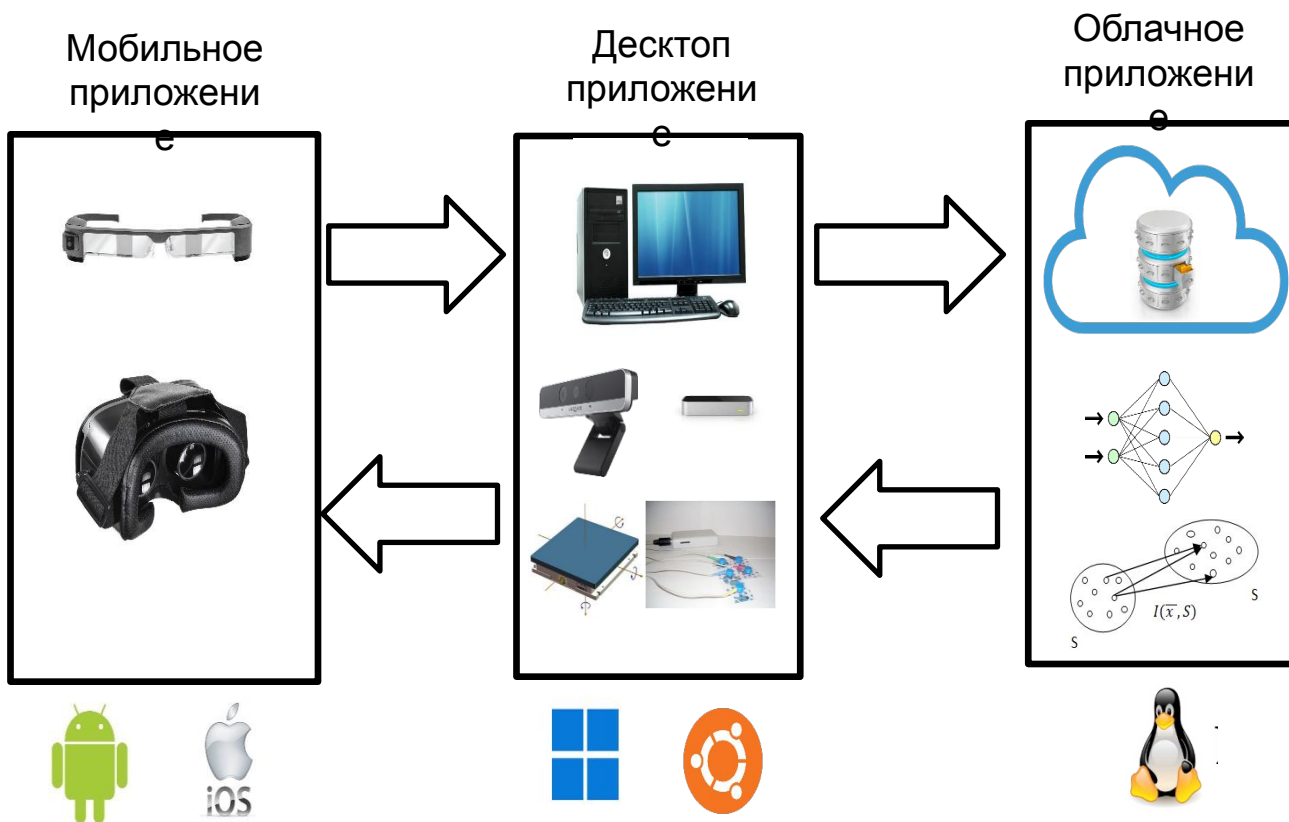 Мобильное
приложени
е
Десктоп
приложени
е
Облачное
приложени
е
I(x̅, S)
S
S
iOS